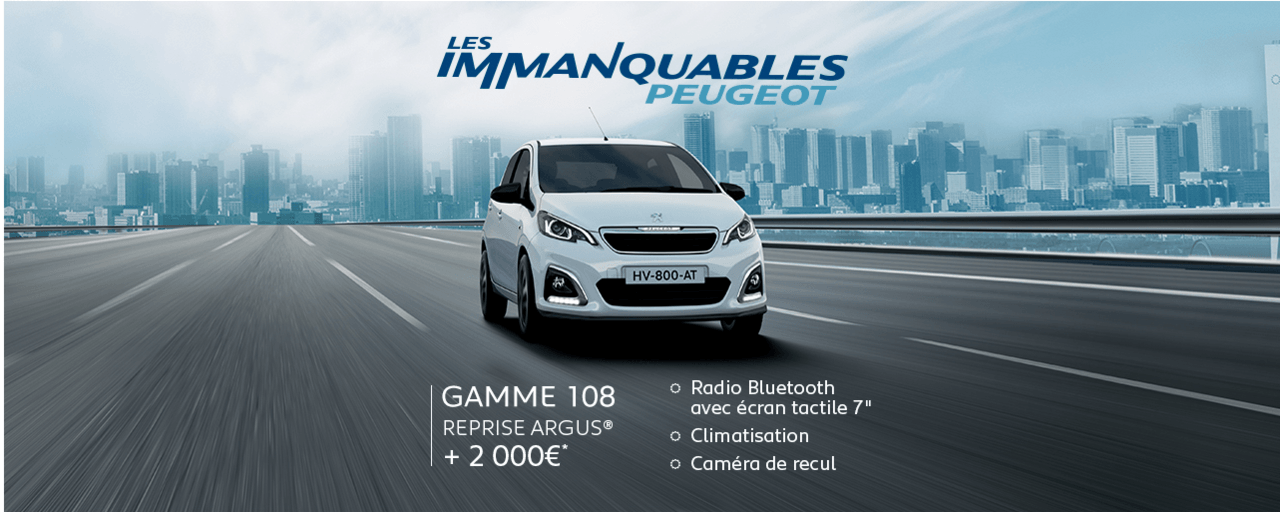 LES
IMMANQUABLES
PEUGEOT
HV-800-AT
GAMME 108
REPRISE ARGUS®
+ 2 000€*
Radio Bluetooth
avec écran tactile 7"
Climatisation
Caméra de recul